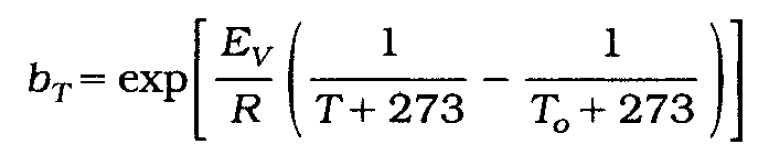 b_T = exp[ E_V / R ( 1 / (T + 273) − 1 / (T_o + 273) ) ]